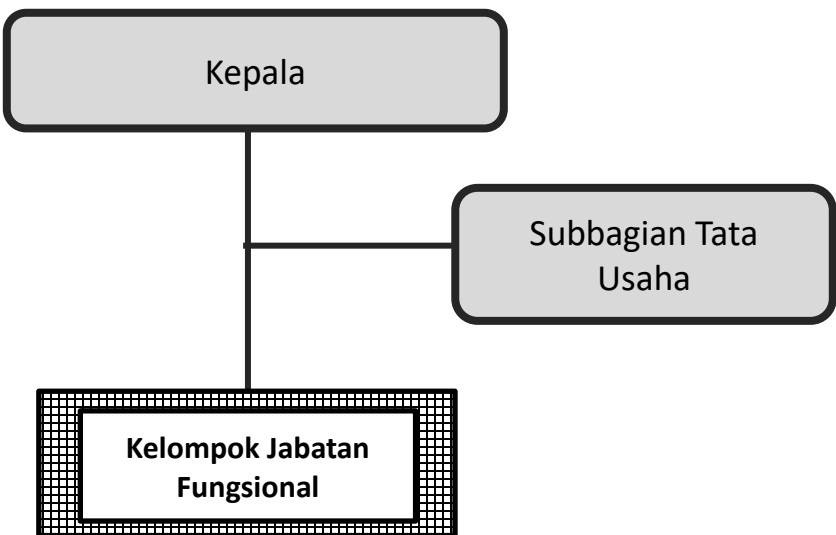 Kepala
Subbagian Tata
Usaha
Kelompok Jabatan
Fungsional